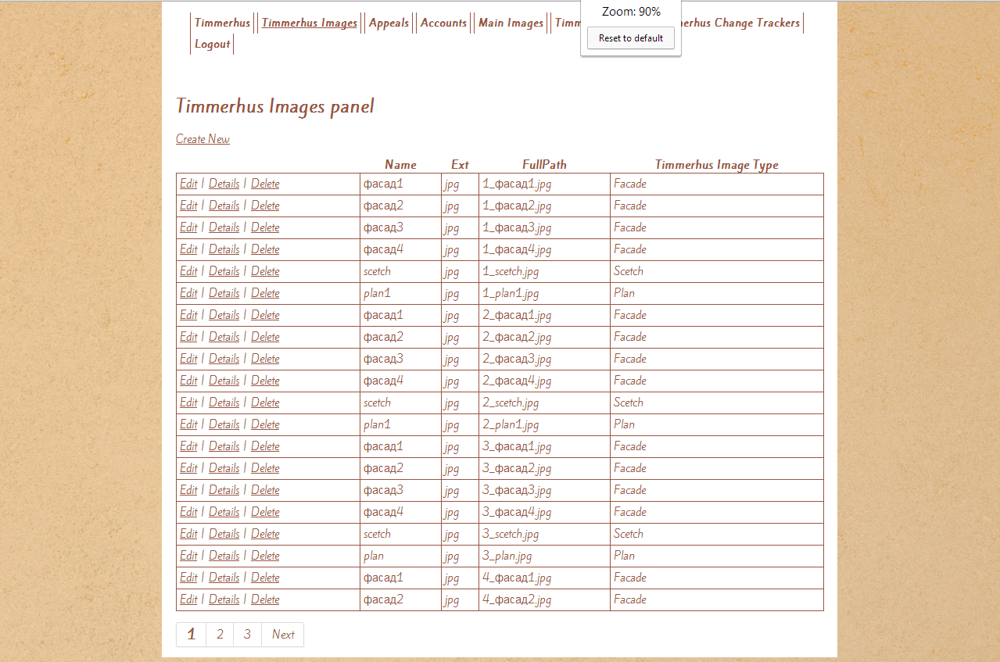 Timmerhus Timmerhus Images Appeals Accounts Main Images Change Trackers
Logout
Zoom: 90%
Reset to default
Timmerhus Images panel
Create New
Name Ext FullPath Timmerhus Image Type
Edit | Details | Delete фасад1 jpg 1_фасад1.jpg Facade
Edit | Details | Delete фасад2 jpg 1_фасад2.jpg Facade
Edit | Details | Delete фасад3 jpg 1_фасад3.jpg Facade
Edit | Details | Delete фасад4 jpg 1_фасад4.jpg Facade
Edit | Details | Delete scetch jpg 1_scetch.jpg Scetch
Edit | Details | Delete plan1 jpg 1_plan1.jpg Plan
Edit | Details | Delete фасад1 jpg 2_фасад1.jpg Facade
Edit | Details | Delete фасад2 jpg 2_фасад2.jpg Facade
Edit | Details | Delete фасад3 jpg 2_фасад3.jpg Facade
Edit | Details | Delete фасад4 jpg 2_фасад4.jpg Facade
Edit | Details | Delete scetch jpg 2_scetch.jpg Scetch
Edit | Details | Delete plan1 jpg 2_plan1.jpg Plan
Edit | Details | Delete фасад1 jpg 3_фасад1.jpg Facade
Edit | Details | Delete фасад2 jpg 3_фасад2.jpg Facade
Edit | Details | Delete фасад3 jpg 3_фасад3.jpg Facade
Edit | Details | Delete фасад4 jpg 3_фасад4.jpg Facade
Edit | Details | Delete scetch jpg 3_scetch.jpg Scetch
Edit | Details | Delete plan jpg 3_plan.jpg Plan
Edit | Details | Delete фасад1 jpg 4_фасад1.jpg Facade
Edit | Details | Delete фасад2 jpg 4_фасад2.jpg Facade
1 2 3 Next